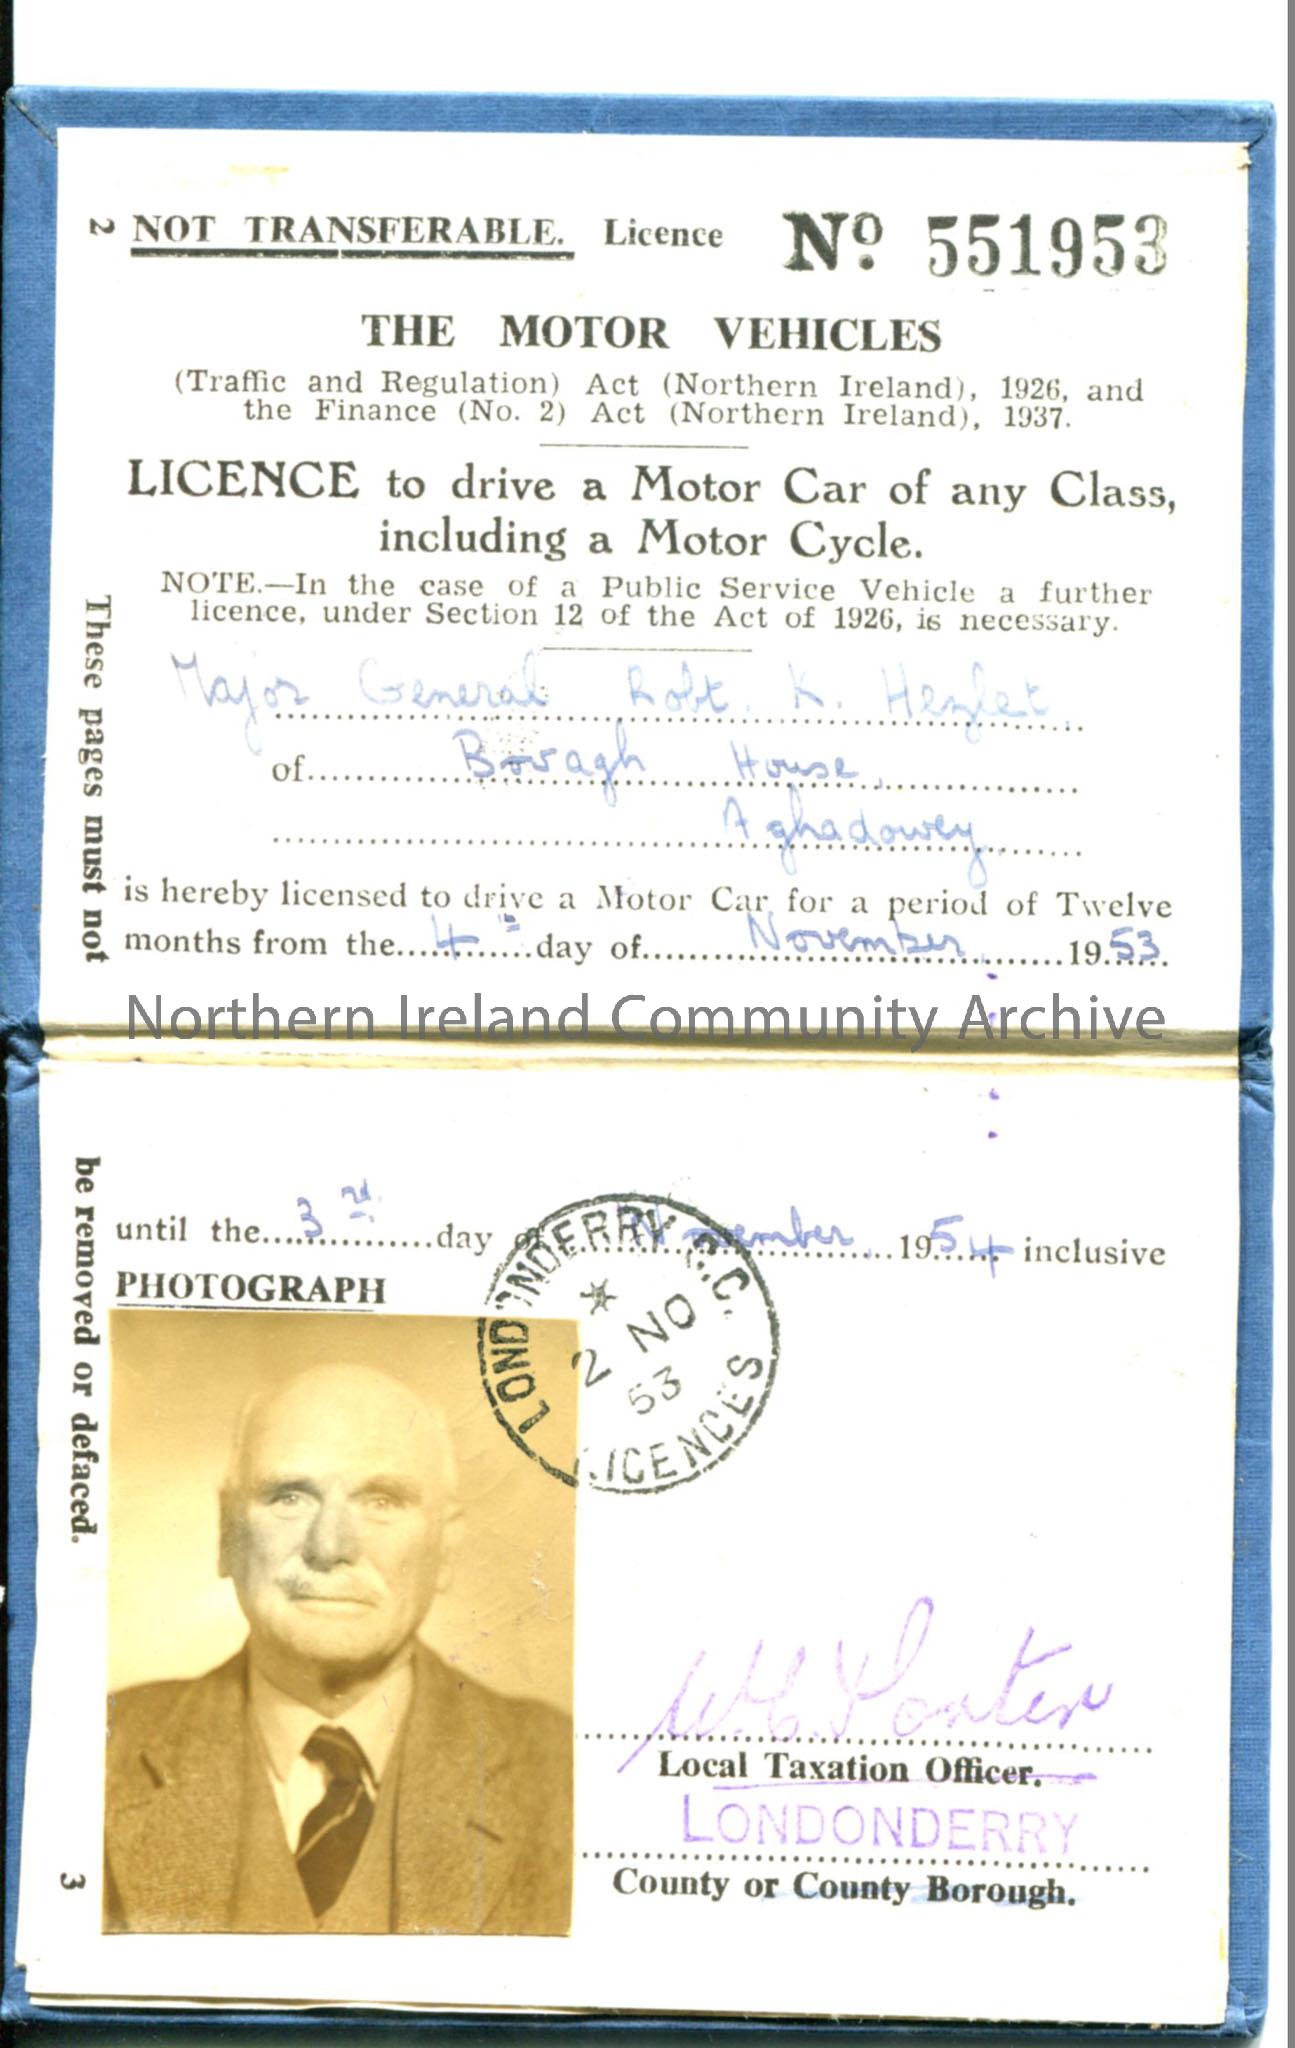 2 NOT TRANSFERABLE. Licence Nº 551953
THE MOTOR VEHICLES
(Traffic and Regulation) Act (Northern Ireland), 1926, and
the Finance (No. 2) Act (Northern Ireland), 1937.
LICENCE to drive a Motor Car of any Class,
including a Motor Cycle.
NOTE.—In the case of a Public Service Vehicle a further
licence, under Section 12 of the Act of 1926, is necessary.
Major General Robt. K. Hezlet
of Bovagh House,
Aghadowey
is hereby licensed to drive a Motor Car for a period of Twelve
months from the 4th day of November 1953
These pages must not
Northern Ireland Community Archive
until the 3rd day of November 1954 inclusive
PHOTOGRAPH
LONDONDERRY C.C.
2 NO
53
LICENCES
be removed or defaced.
W. C. Porter
Local Taxation Officer.
LONDONDERRY
County or County Borough.
3